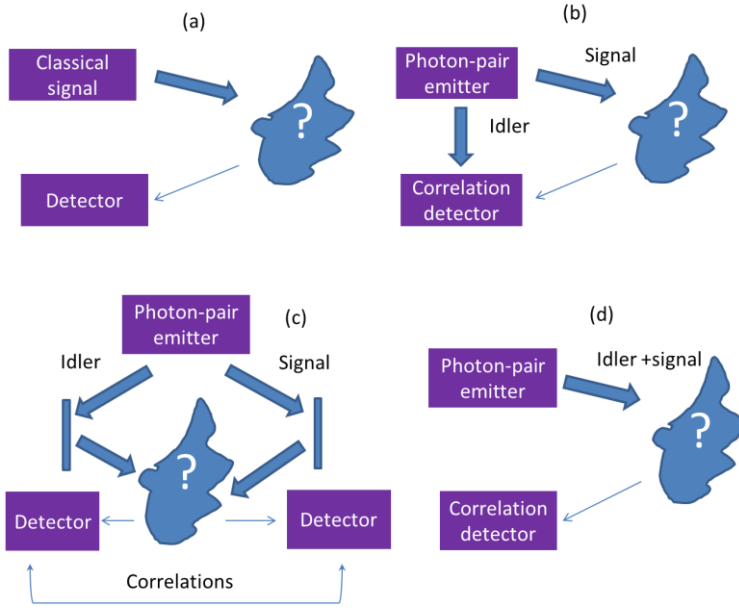 (a)
Classical
signal
?
Detector
(b)
Photon-pair
emitter
Signal
Idler
?
Correlation
detector
(c)
Photon-pair
emitter
Idler
Signal
?
Detector
Detector
Correlations
(d)
Photon-pair
emitter
Idler +signal
?
Correlation
detector